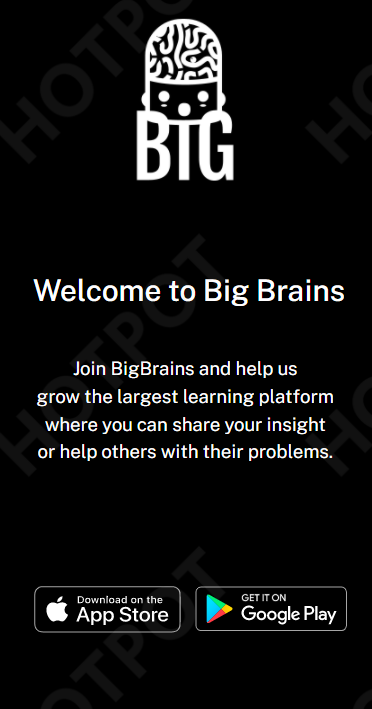 BIG
Welcome to Big Brains
Join BigBrains and help us
grow the largest learning platform
where you can share your insight
or help others with their problems.
Download on the
App Store
GET IT ON
Google Play
HOTPOT
HOTPOT
HOTPOT